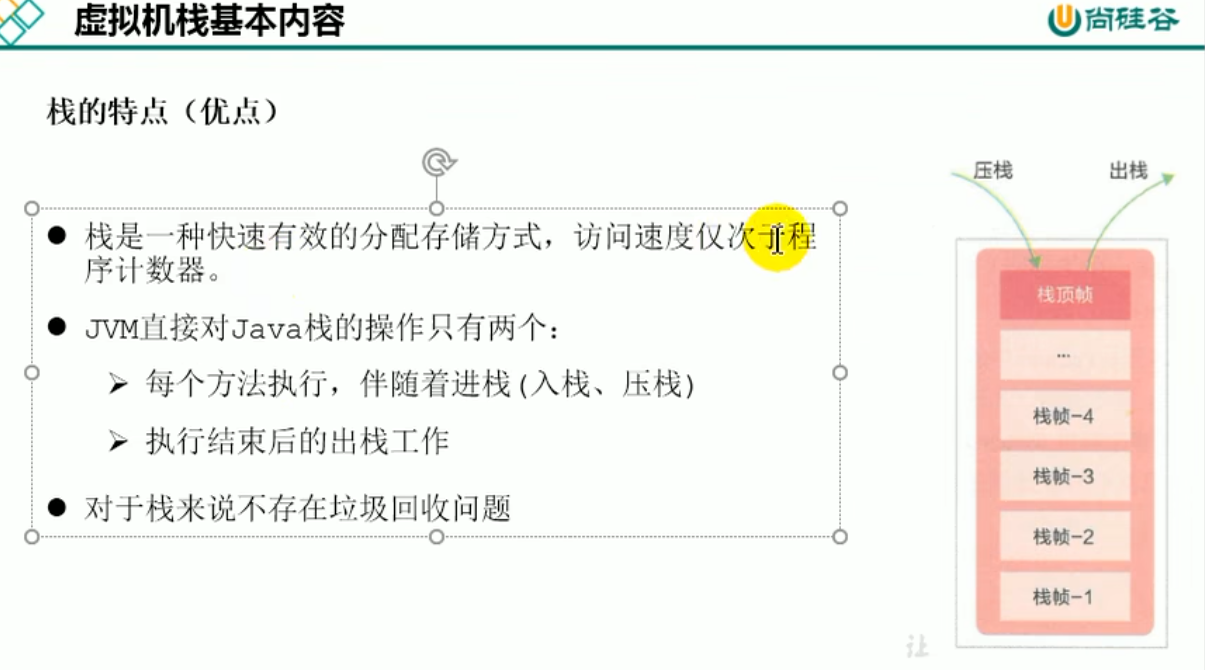 虚拟机栈基本内容
尚硅谷
栈的特点（优点）
压栈
出栈
● 栈是一种快速有效的分配存储方式，访问速度仅次于程
序计数器。
● JVM直接对Java栈的操作只有两个：
➢ 每个方法执行，伴随着进栈(入栈、压栈)
➢ 执行结束后的出栈工作
● 对于栈来说不存在垃圾回收问题
栈顶帧
...
栈帧-4
栈帧-3
栈帧-2
栈帧-1
让